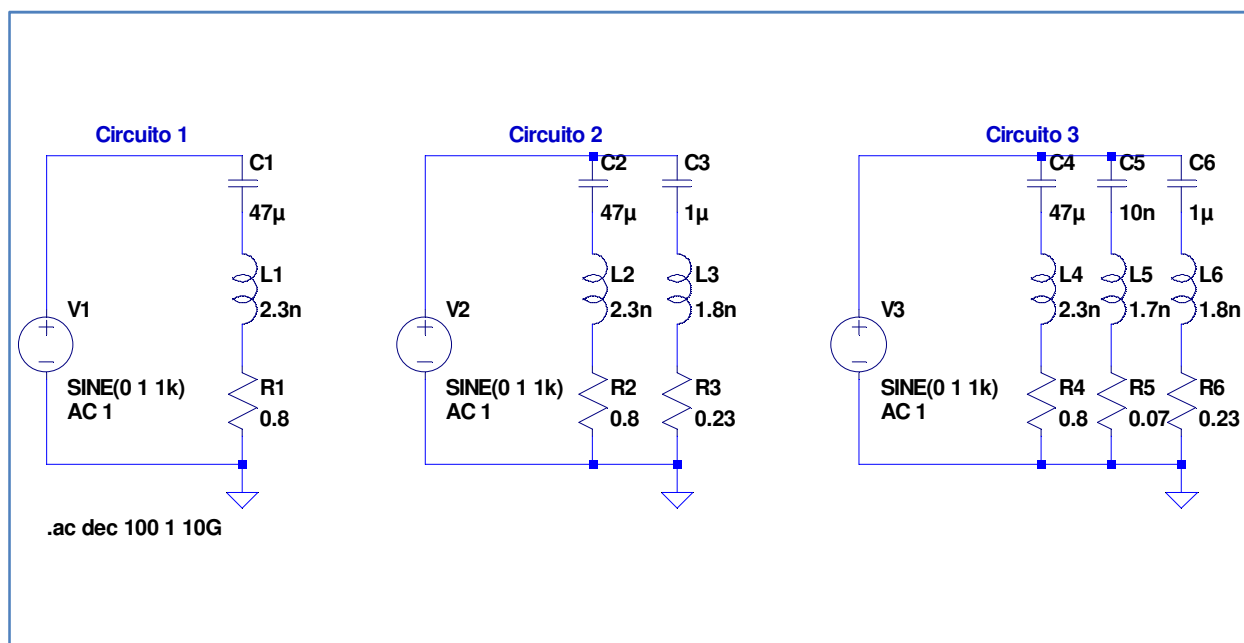 Circuito 1
C1
47µ
L1
2.3n
V1
SINE(0 1 1k)
AC 1
R1
0.8
.ac dec 100 1 10G
Circuito 2
C2
47µ
C3
1µ
L2
2.3n
L3
1.8n
V2
SINE(0 1 1k)
AC 1
R2
0.8
R3
0.23
Circuito 3
C4
47µ
C5
10n
C6
1µ
L4
2.3n
L5
1.7n
L6
1.8n
V3
SINE(0 1 1k)
AC 1
R4
0.8
R5
0.07
R6
0.23